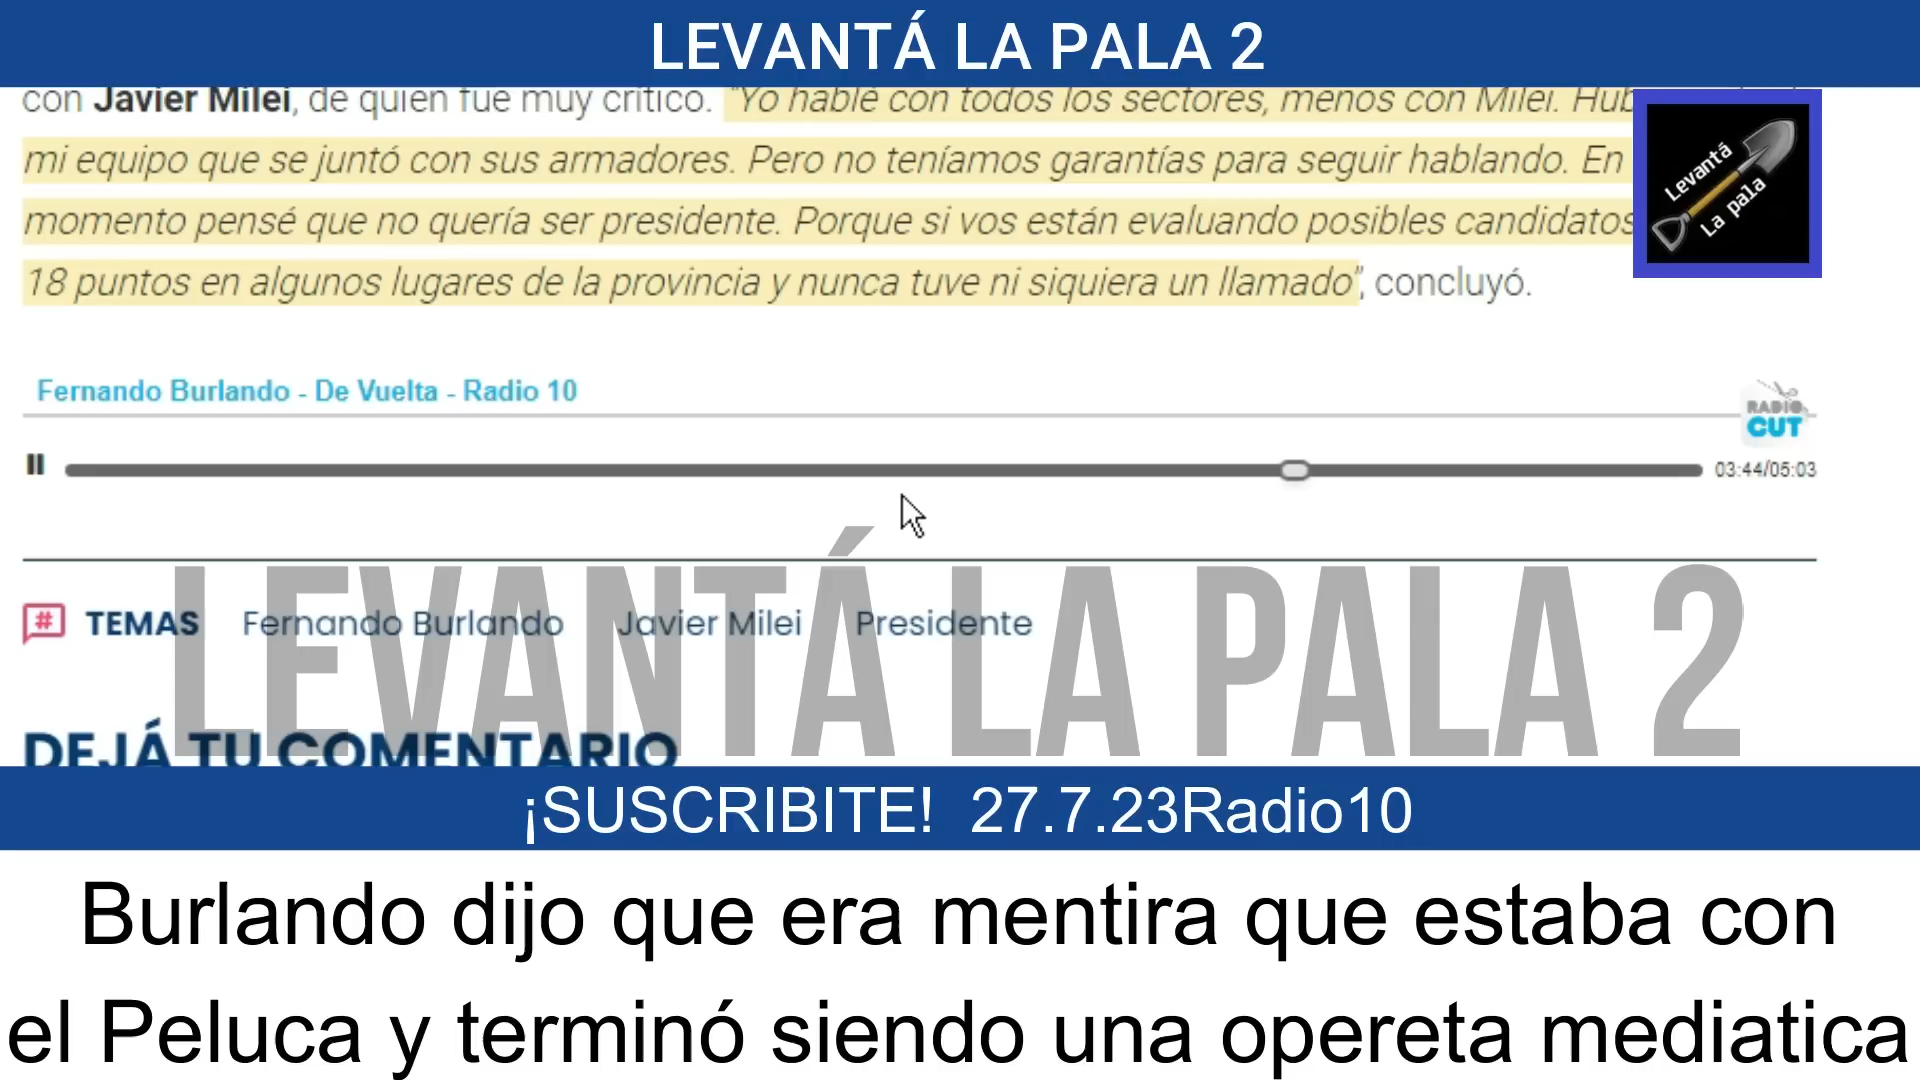 LEVANTÁ LA PALA 2
con Javier Milei, de quien fue muy crítico. "Yo hablé con todos los sectores, menos con Milei.
mi equipo que se juntó con sus armadores. Pero no teníamos garantías para seguir hablando. En
momento pensé que no quería ser presidente. Porque si vos están evaluando posibles candidatos
18 puntos en algunos lugares de la provincia y nunca tuve ni siquiera un llamado", concluyó.
Levantá
La pala
Fernando Burlando - De Vuelta - Radio 10
RADIO
CUT
03:44/05:03
LEVANTÁ LA PALA 2
# TEMAS Fernando Burlando Javier Milei Presidente
DEJÁ TU COMENTARIO
¡SUSCRIBITE! 27.7.23Radio10
Burlando dijo que era mentira que estaba con
el Peluca y terminó siendo una opereta mediatica